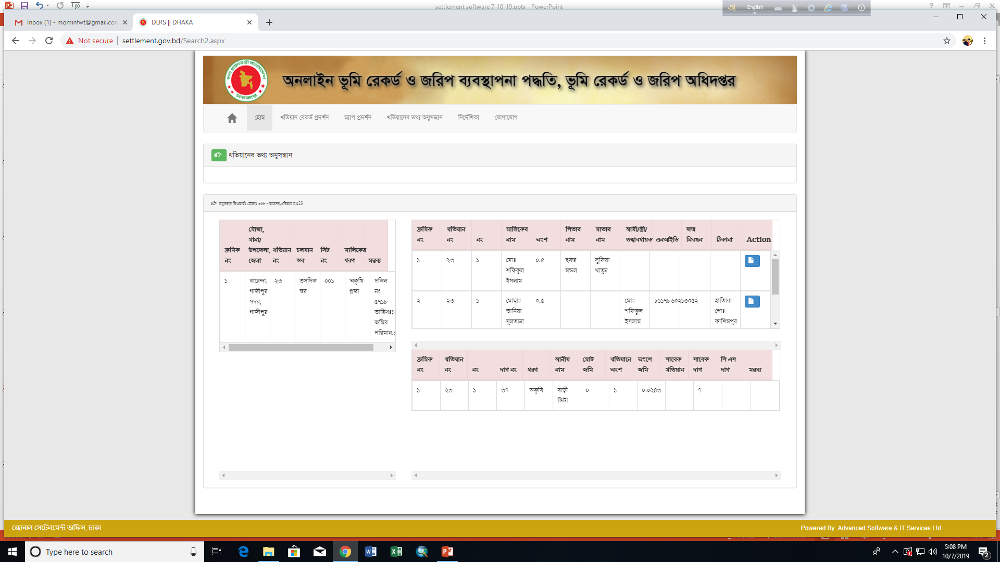 settlement software 7-10-19.pptx - PowerPoint
English
Inbox (1) - mominfwt@gmail.con
DLRS || DHAKA
Not secure | settlement.gov.bd/Search2.aspx
অনলাইন ভূমি রেকর্ড ও জরিপ ব্যবস্থাপনা পদ্ধতি, ভূমি রেকর্ড ও জরিপ অধিদপ্তর
হোম খতিয়ান রেকর্ড প্রদর্শন ম্যাপ প্রদর্শন খতিয়ানের তথ্য অনুসন্ধান নির্দেশিকা যোগাযোগ
খতিয়ানের তথ্য অনুসন্ধান
অনুসন্ধান কিওয়ার্ডঃ মৌজাঃ ০৬৮ - বারেন্দা,খতিয়ান নংঃ23
ক্রমিক নং মৌজা, থানা/ উপজেলা, জেলা খতিয়ান নং চলমান স্তর সিট নং মালিকের ধরণ মন্তব্য
১ বারেন্দা, গাজীপুর সদর, গাজীপুর ২৩ তসদিক স্তর ০০১ অকৃষি প্রজা দলিল নং ৫৭১৮ তারিখঃ জমির পরিমান
ক্রমিক নং খতিয়ান নং নং মালিকের নাম অংশ পিতার নাম মাতার নাম স্বামী/স্ত্রী/ তত্ত্বাবধায়ক এনআইডি জন্ম নিবন্ধন ঠিকানা Action
১ ২৩ ১ মোঃ শফিকুল ইসলাম ০.৫ ছফর মন্ডল সুফিয়া খাতুন
২ ২৩ ১ মোছাঃ তানিয়া সুলতানা ০.৫ মোঃ শফিকুল ইসলাম ৮১১৭৮৬০২১৩০৫২ হাতিারা পোঃ কাশিমপুর
ক্রমিক নং খতিয়ান নং নং দাগ নং ধরণ স্থানীয় নাম মোট জমি খতিয়ানে অংশ অংশে জমি সাবেক খতিয়ান সাবেক দাগ সি এস দাগ মন্তব্য
১ ২৩ ১ ৩৭ অকৃষি বাড়ী ভিটা ০ ১ ০.০২৪৩ ৭
জোনাল সেটেলমেন্ট অফিস, ঢাকা
Powered By: Advanced Software & IT Services Ltd.
Type here to search
5:08 PM
10/7/2019
2